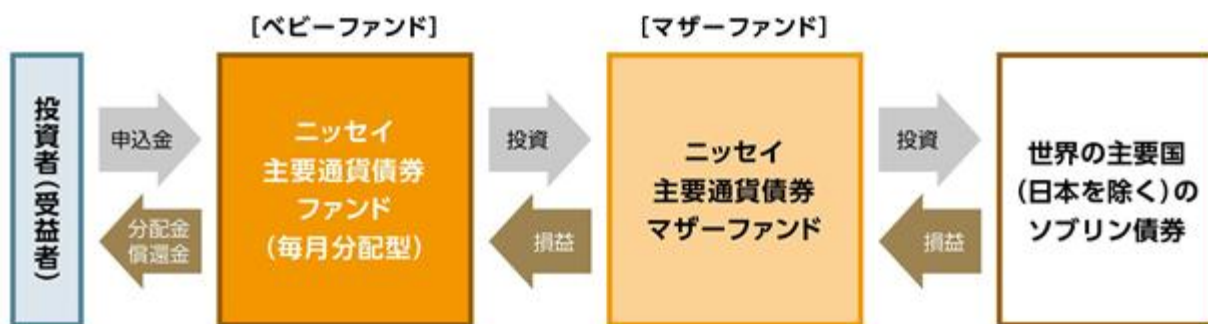 [ベビーファンド]
[マザーファンド]
投資者(受益者)
申込金
分配金
償還金
ニッセイ
主要通貨債券
ファンド
(毎月分配型)
投資
損益
ニッセイ
主要通貨債券
マザーファンド
投資
損益
世界の主要国
(日本を除く)の
ソブリン債券